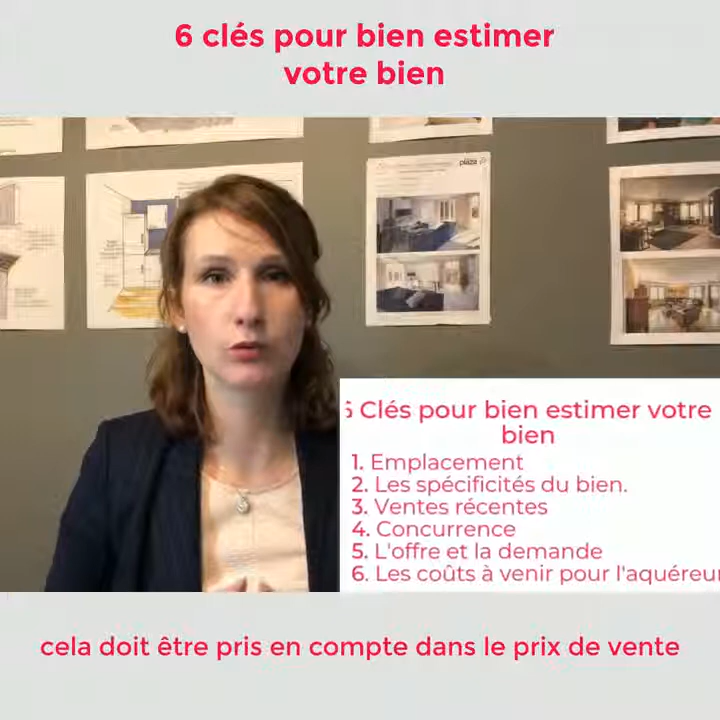 6 clés pour bien estimer
votre bien
plaza
Clés pour bien estimer votre
bien
1. Emplacement
2. Les spécificités du bien.
3. Ventes récentes
4. Concurrence
5. L'offre et la demande
6. Les coûts à venir pour l'aquéreur
cela doit être pris en compte dans le prix de vente